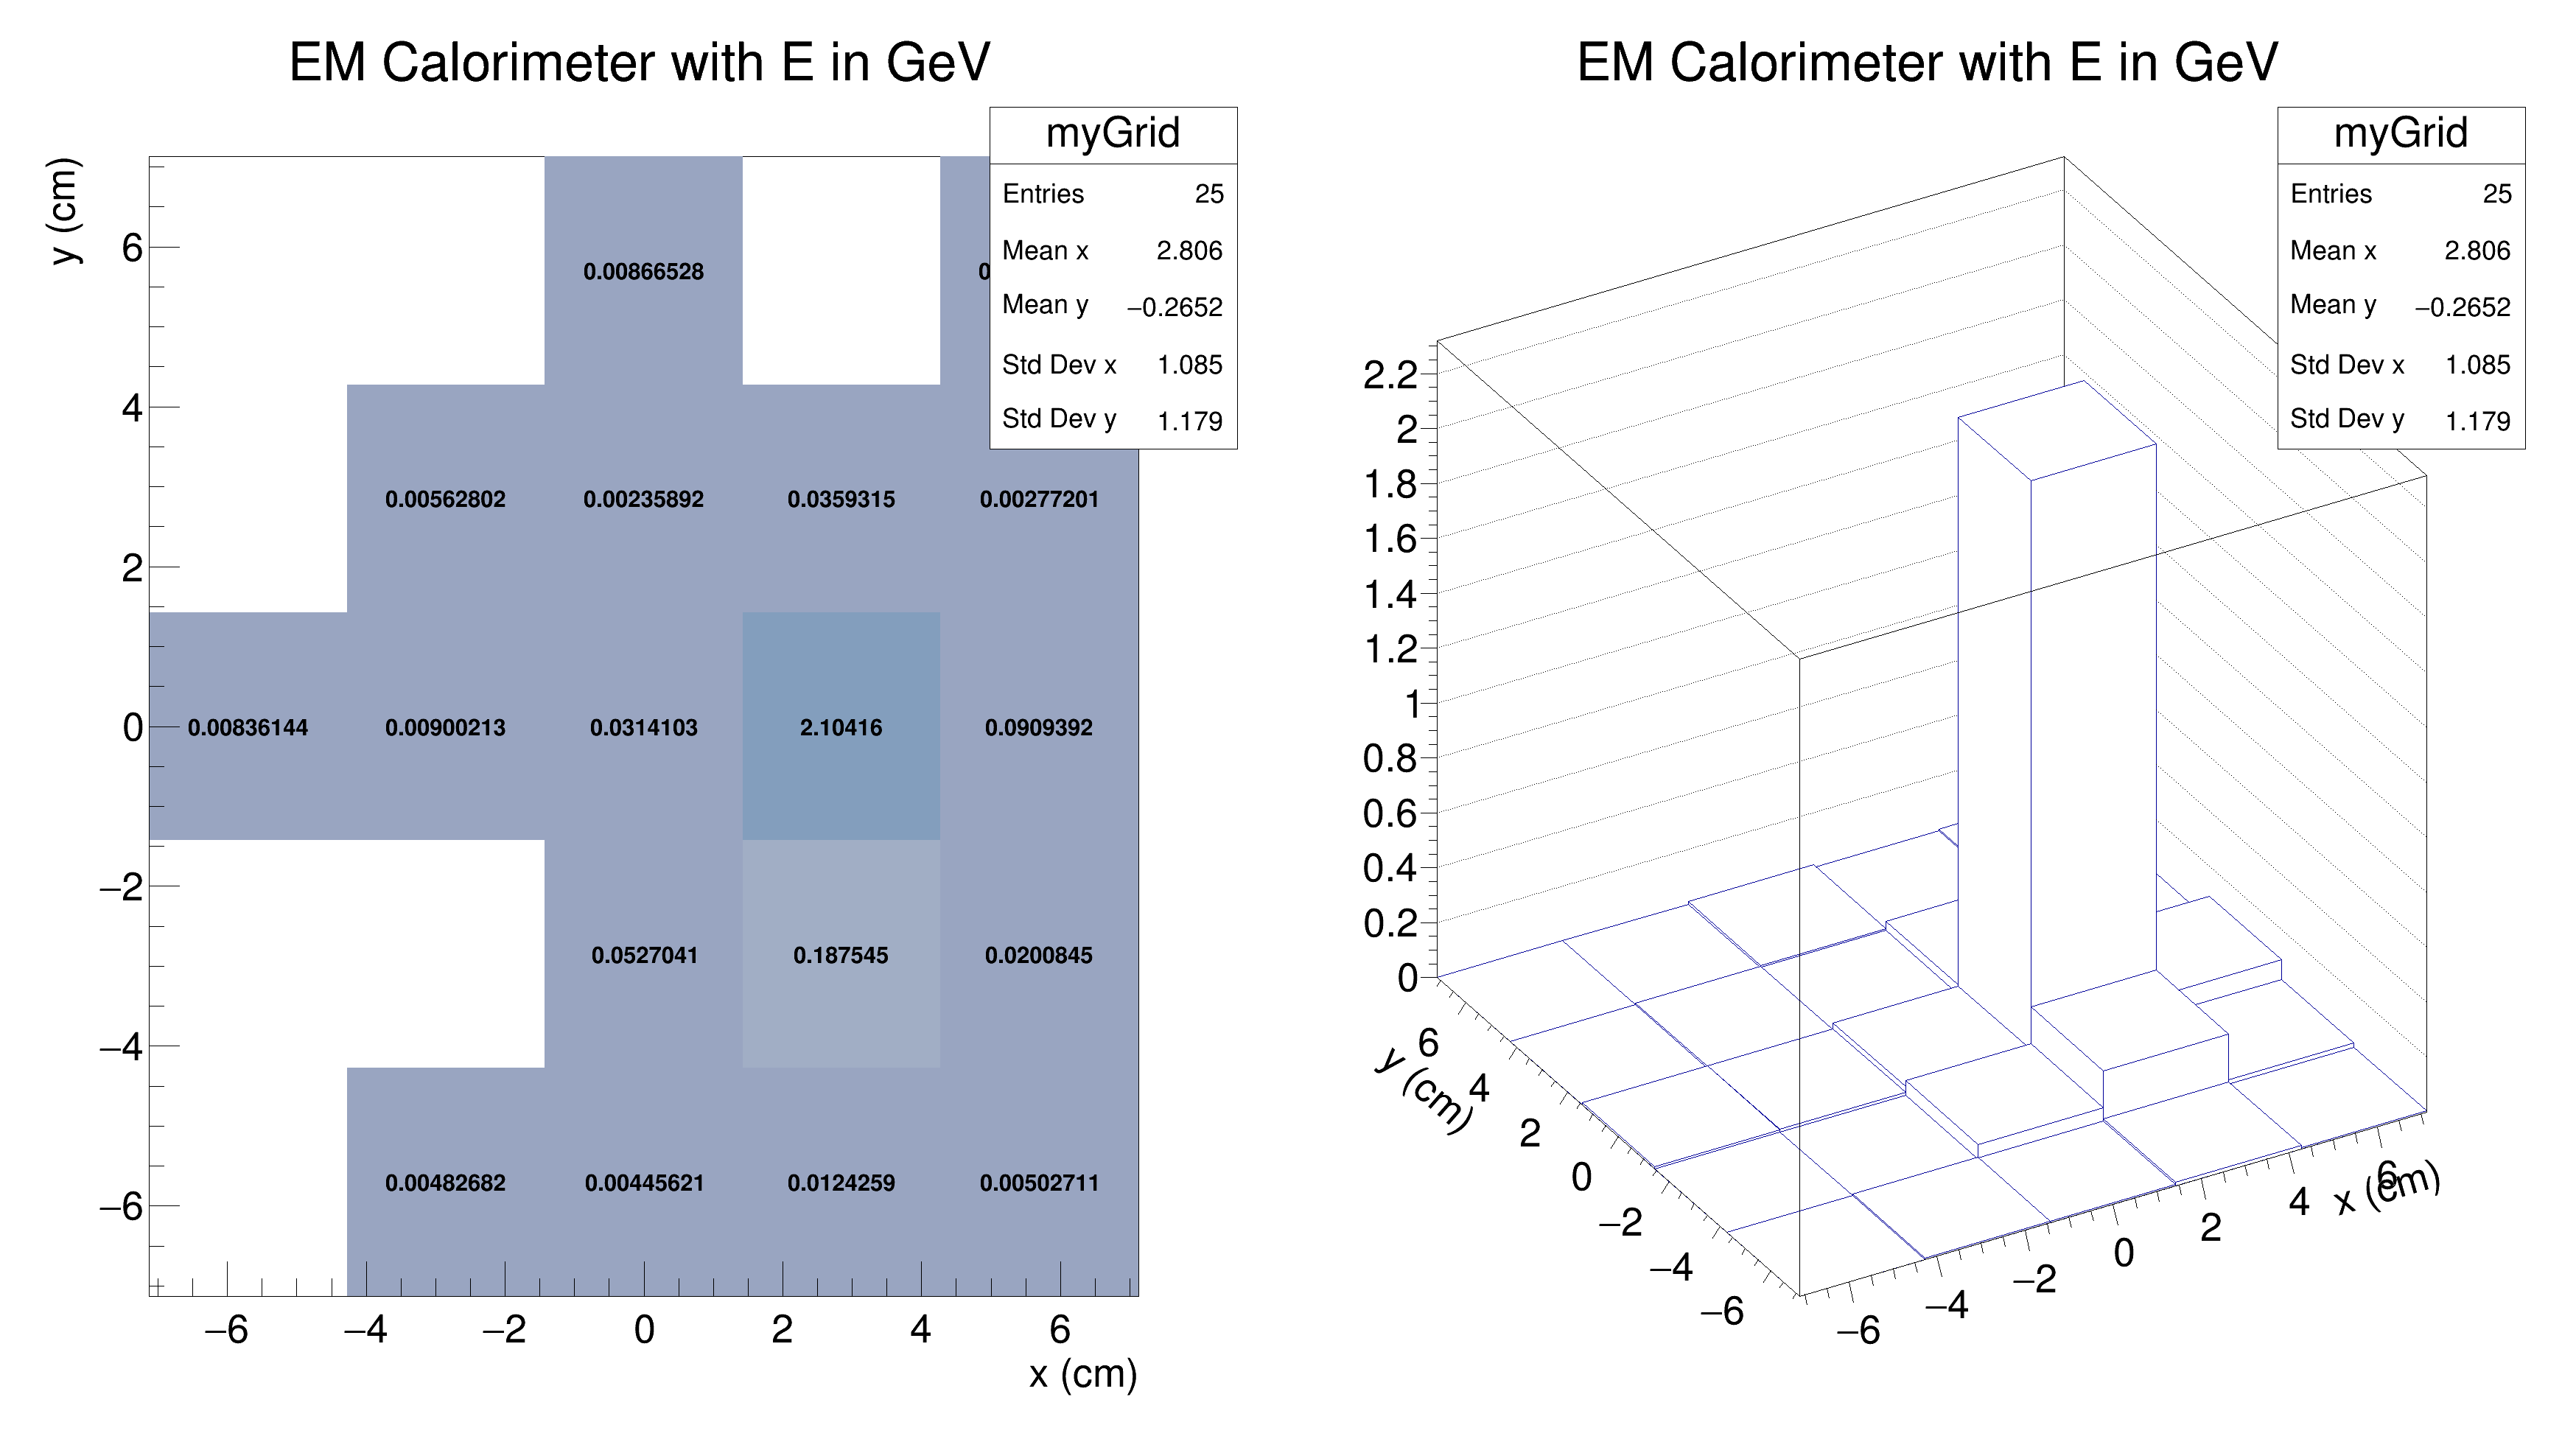 EM Calorimeter with E in GeV
myGrid
Entries 25
Mean x 2.806
Mean y −0.2652
Std Dev x 1.085
Std Dev y 1.179
y (cm)
6
4
2
0
−2
−4
−6
0.00866528
0
0.00562802 0.00235892 0.0359315 0.00277201
0.00836144 0.00900213 0.0314103 2.10416 0.0909392
0.0527041 0.187545 0.0200845
0.00482682 0.00445621 0.0124259 0.00502711
−6 −4 −2 0 2 4 6
x (cm)
EM Calorimeter with E in GeV
myGrid
Entries 25
Mean x 2.806
Mean y −0.2652
Std Dev x 1.085
Std Dev y 1.179
2.2
2
1.8
1.6
1.4
1.2
1
0.8
0.6
0.4
0.2
0
y (cm)
6
4
2
0
−2
−4
−6
−6
−4
−2
0
2
4
6
x (cm)